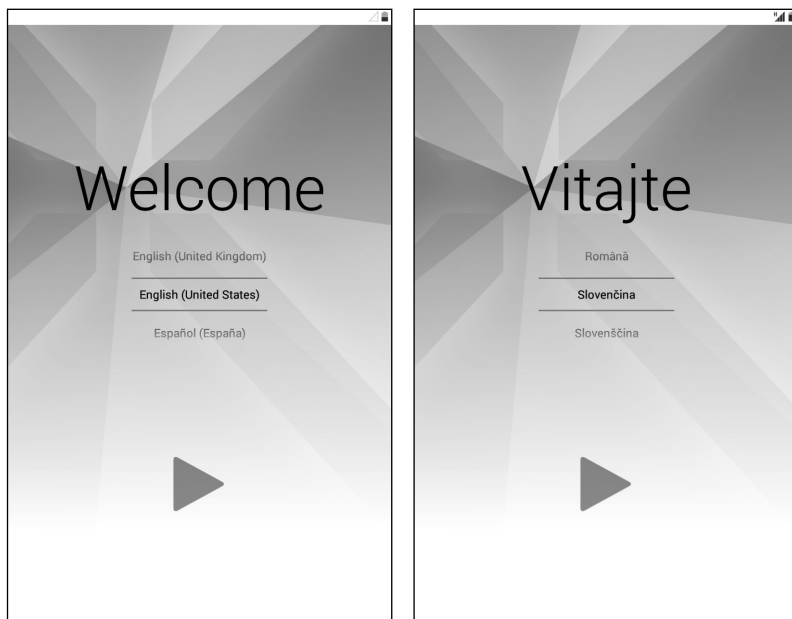 Welcome
English (United Kingdom)
English (United States)
Español (España)
H
Vitajte
Română
Slovenčina
Slovenščina